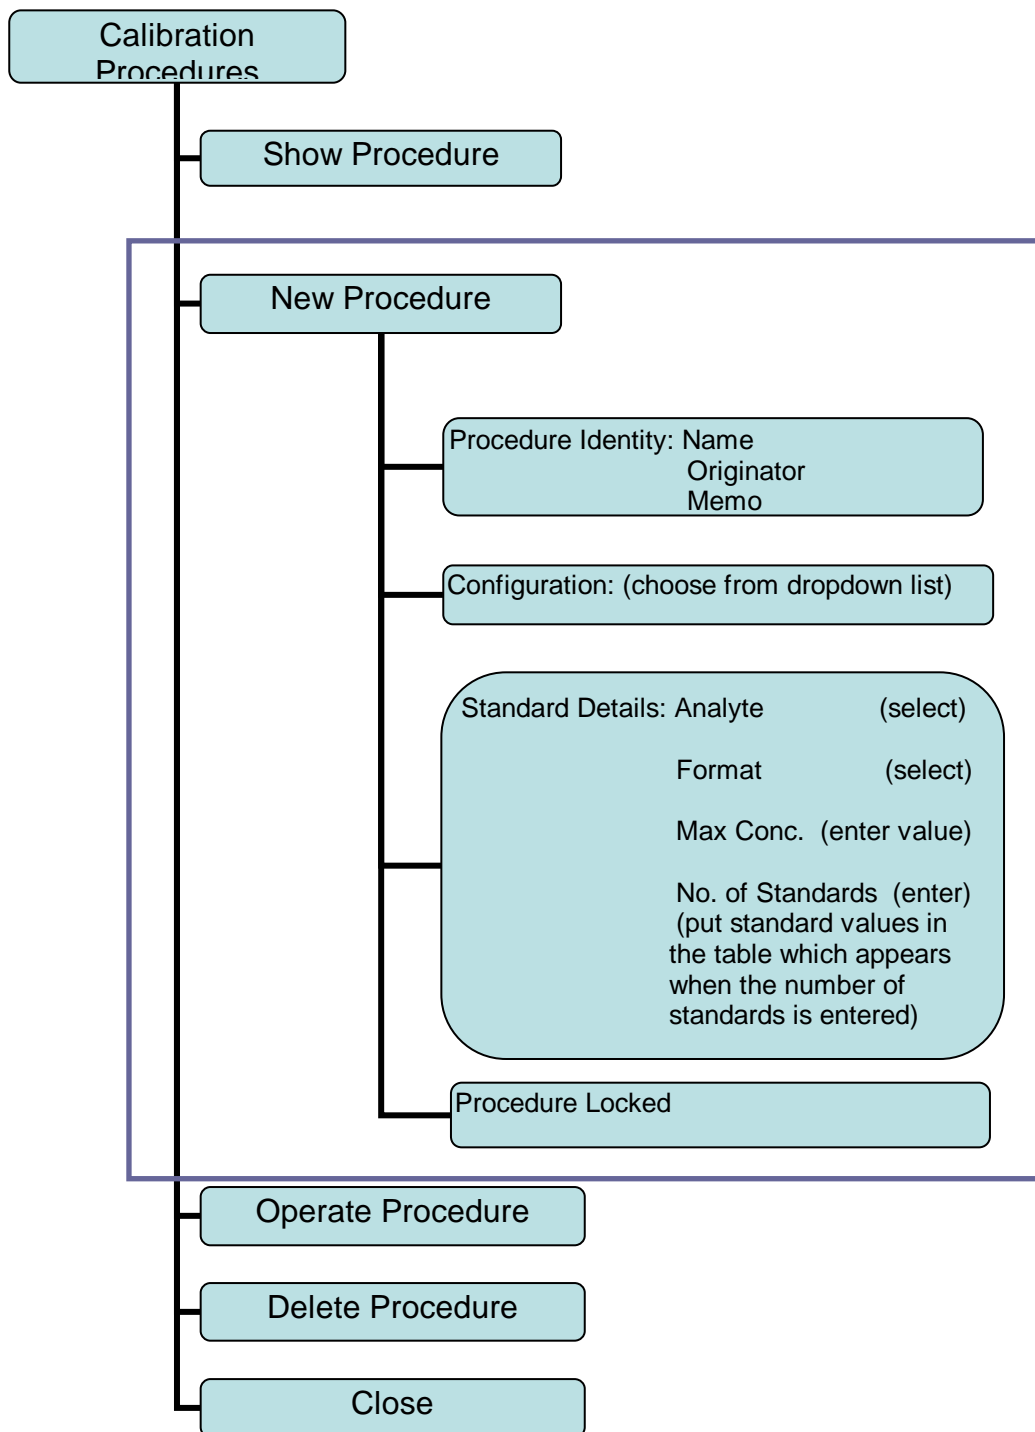 Calibration
Procedures
Show Procedure
New Procedure
Procedure Identity: Name
Originator
Memo
Configuration: (choose from dropdown list)
Standard Details: Analyte (select)
Format (select)
Max Conc. (enter value)
No. of Standards (enter)
(put standard values in
the table which appears
when the number of
standards is entered)
Procedure Locked
Operate Procedure
Delete Procedure
Close